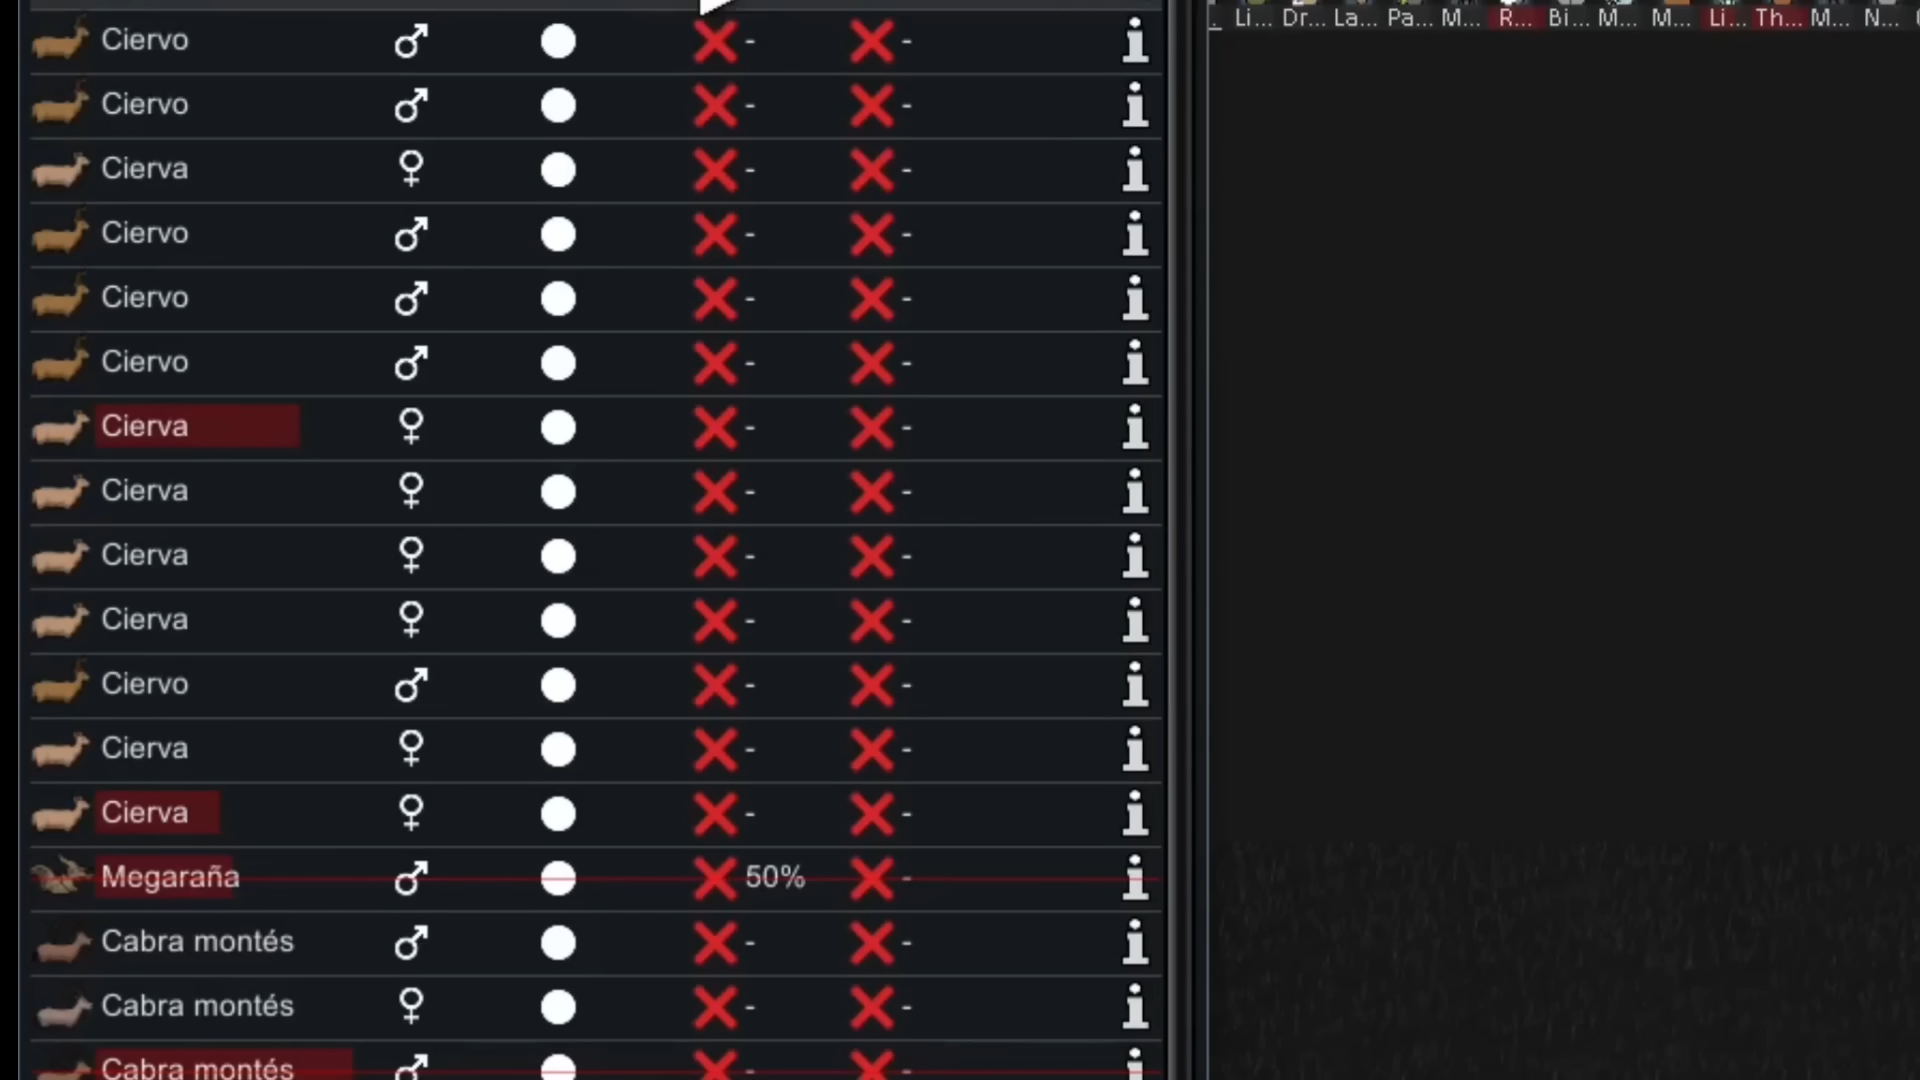 Li... Dr... La... Pa... M... R... Bi... M... M... Li... Th... M... N...
Ciervo - -
Ciervo - -
Cierva - -
Ciervo - -
Ciervo - -
Ciervo - -
Cierva - -
Cierva - -
Cierva - -
Cierva - -
Ciervo - -
Cierva - -
Cierva - -
Megaraña 50% -
Cabra montés - -
Cabra montés - -
Cabra montés - -